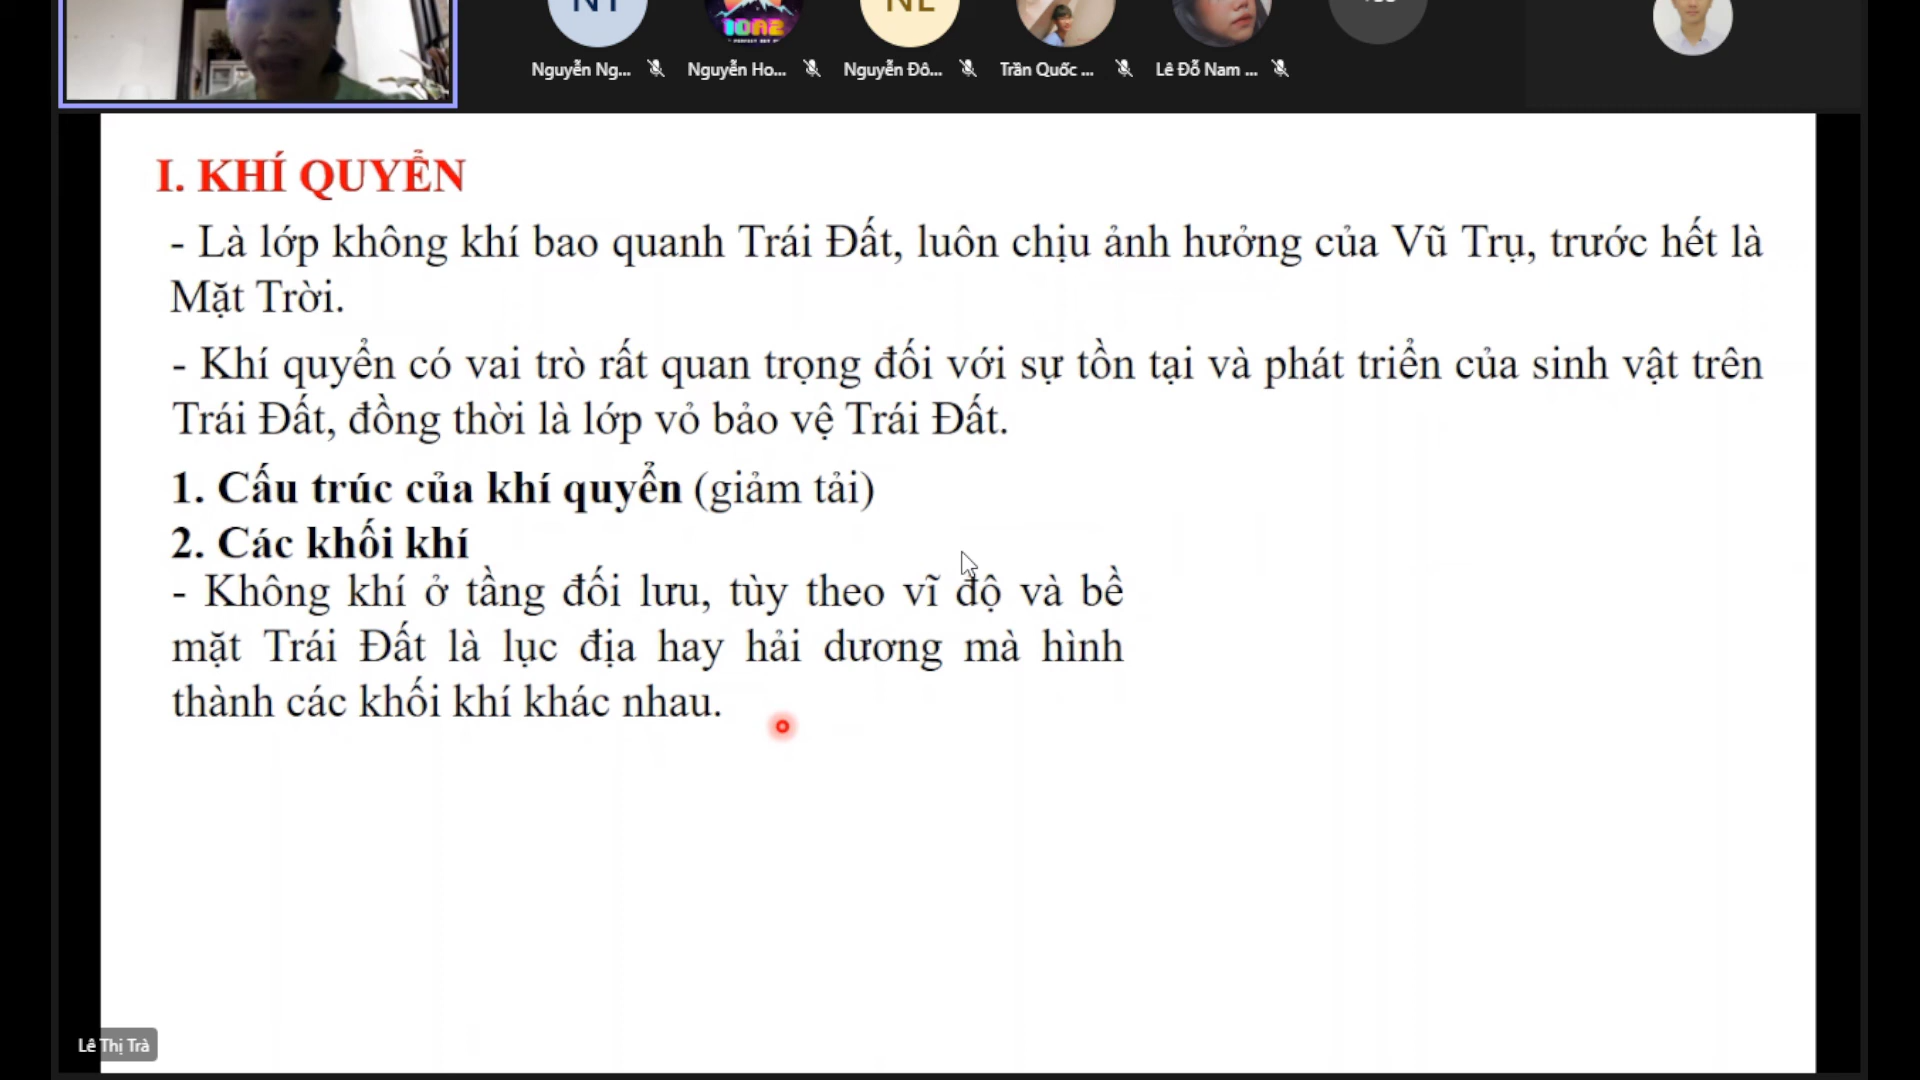 NT
10A2
NL
Nguyễn Ng...
Nguyễn Ho...
Nguyễn Đô...
Trần Quốc ...
Lê Đỗ Nam ...
I. KHÍ QUYỂN
- Là lớp không khí bao quanh Trái Đất, luôn chịu ảnh hưởng của Vũ Trụ, trước hết là
Mặt Trời.
- Khí quyển có vai trò rất quan trọng đối với sự tồn tại và phát triển của sinh vật trên
Trái Đất, đồng thời là lớp vỏ bảo vệ Trái Đất.
1. Cấu trúc của khí quyển (giảm tải)
2. Các khối khí
- Không khí ở tầng đối lưu, tùy theo vĩ độ và bề
mặt Trái Đất là lục địa hay hải dương mà hình
thành các khối khí khác nhau.
Lê Thị Trà